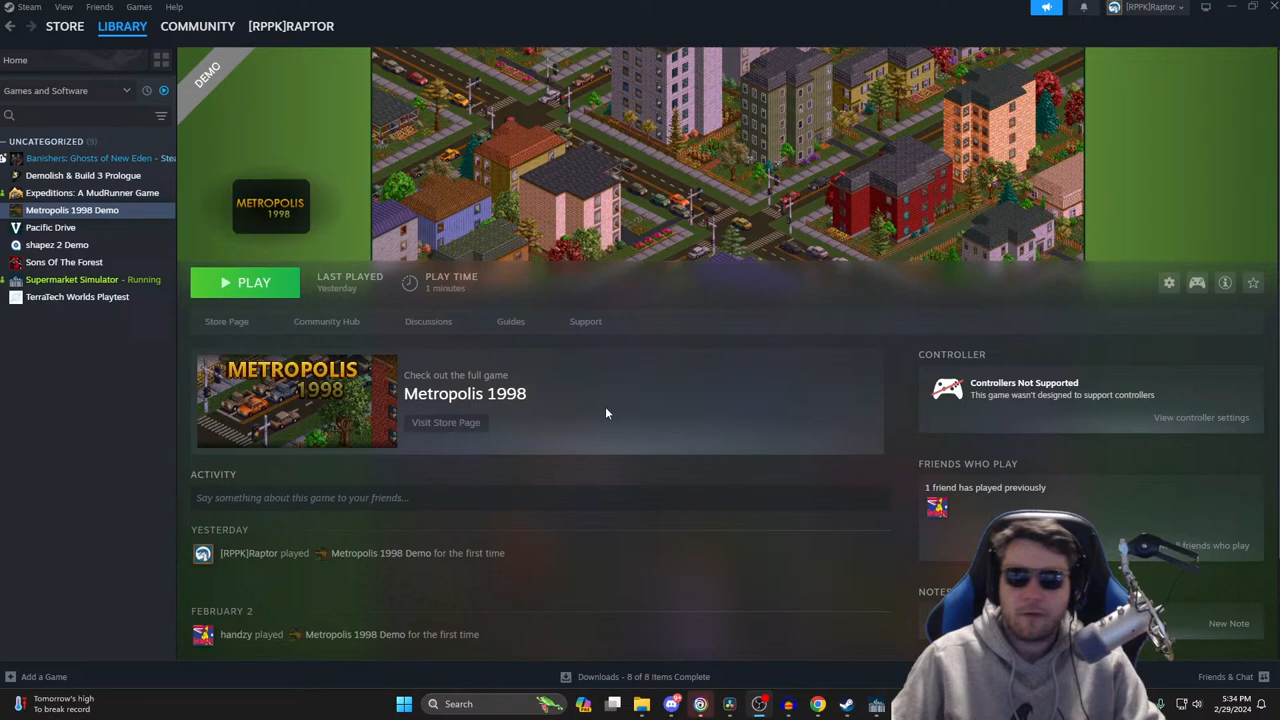 Steam View Friends Games Help
[RPPK]Raptor
STORE LIBRARY COMMUNITY [RPPK]RAPTOR
Home
Games and Software
UNCATEGORIZED (9)
Banishers: Ghosts of New Eden - Stea
Demolish & Build 3 Prologue
Expeditions: A MudRunner Game
Metropolis 1998 Demo
Pacific Drive
shapez 2 Demo
Sons Of The Forest
Supermarket Simulator - Running
TerraTech Worlds Playtest
DEMO
METROPOLIS
1998
PLAY
LAST PLAYED
Yesterday
PLAY TIME
1 minutes
Store Page Community Hub Discussions Guides Support
METROPOLIS
1998
Check out the full game
Metropolis 1998
Visit Store Page
CONTROLLER
Controllers Not Supported
This game wasn't designed to support controllers
View controller settings
ACTIVITY
Say something about this game to your friends...
YESTERDAY
[RPPK]Raptor played Metropolis 1998 Demo for the first time
FEBRUARY 2
handzy played Metropolis 1998 Demo for the first time
FRIENDS WHO PLAY
1 friend has played previously
friends who play
NOTES
New Note
Add a Game
Downloads - 8 of 8 Items Complete
Friends & Chat
Tomorrow's high
To break record
Search
5:34 PM
2/29/2024